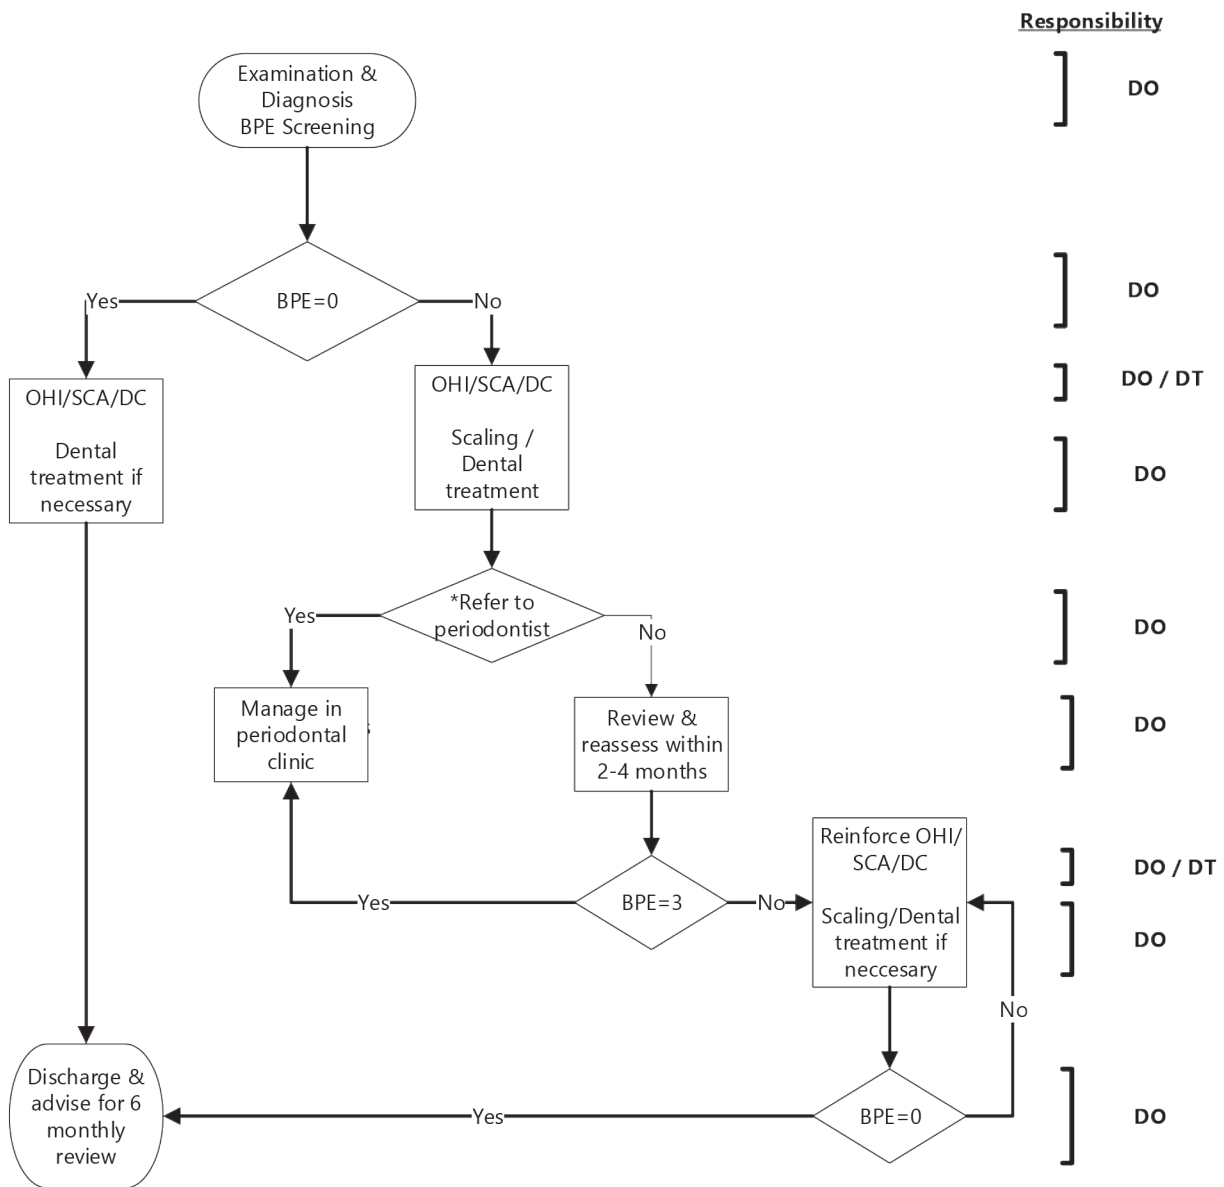 Responsibility
Examination &
Diagnosis
BPE Screening
DO
BPE=0
Yes
No
DO
OHI/SCA/DC
Dental
treatment if
necessary
OHI/SCA/DC
Scaling /
Dental
treatment
DO / DT
DO
*Refer to
periodontist
Yes
No
DO
Manage in
periodontal
clinic
Review &
reassess within
2-4 months
DO
BPE=3
Yes
No
Reinforce OHI/
SCA/DC
Scaling/Dental
treatment if
neccesary
DO / DT
DO
No
Discharge &
advise for 6
monthly
review
Yes
BPE=0
DO